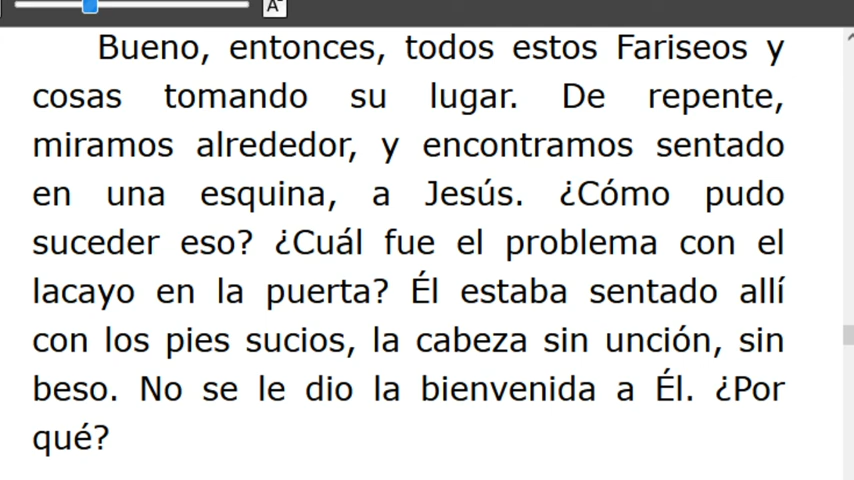 A
Bueno, entonces, todos estos Fariseos y
cosas tomando su lugar. De repente,
miramos alrededor, y encontramos sentado
en una esquina, a Jesús. ¿Cómo pudo
suceder eso? ¿Cuál fue el problema con el
lacayo en la puerta? Él estaba sentado allí
con los pies sucios, la cabeza sin unción, sin
beso. No se le dio la bienvenida a Él. ¿Por
qué?